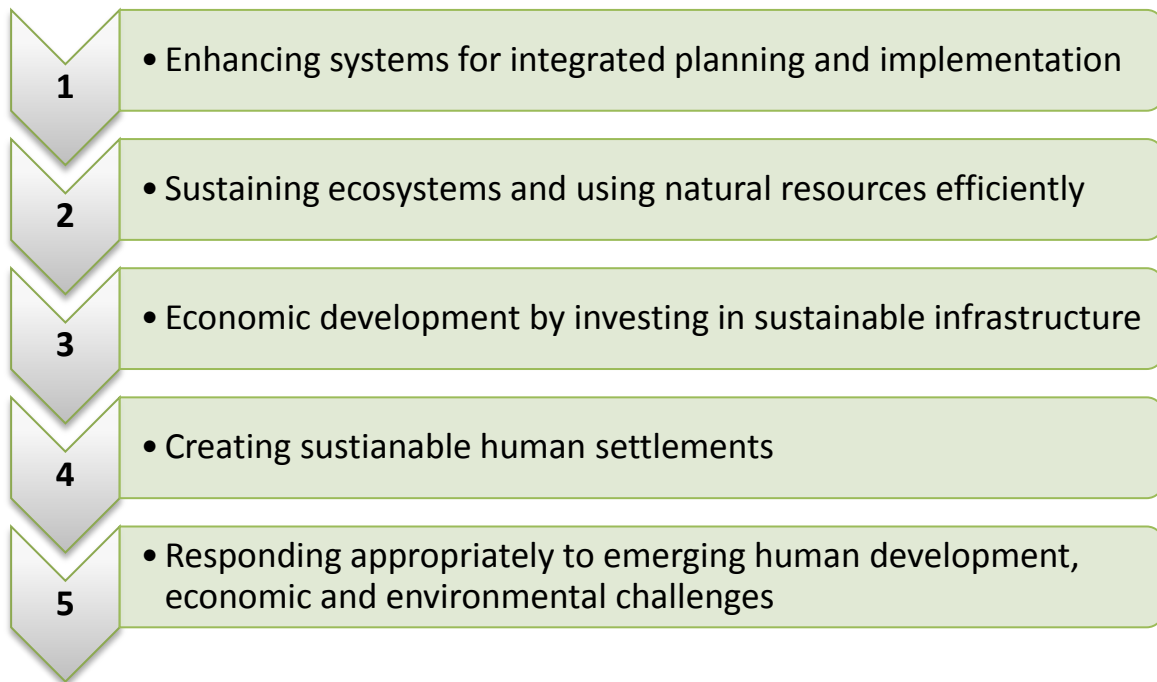 1
• Enhancing systems for integrated planning and implementation
2
• Sustaining ecosystems and using natural resources efficiently
3
• Economic development by investing in sustainable infrastructure
4
• Creating sustianable human settlements
5
• Responding appropriately to emerging human development,
economic and environmental challenges